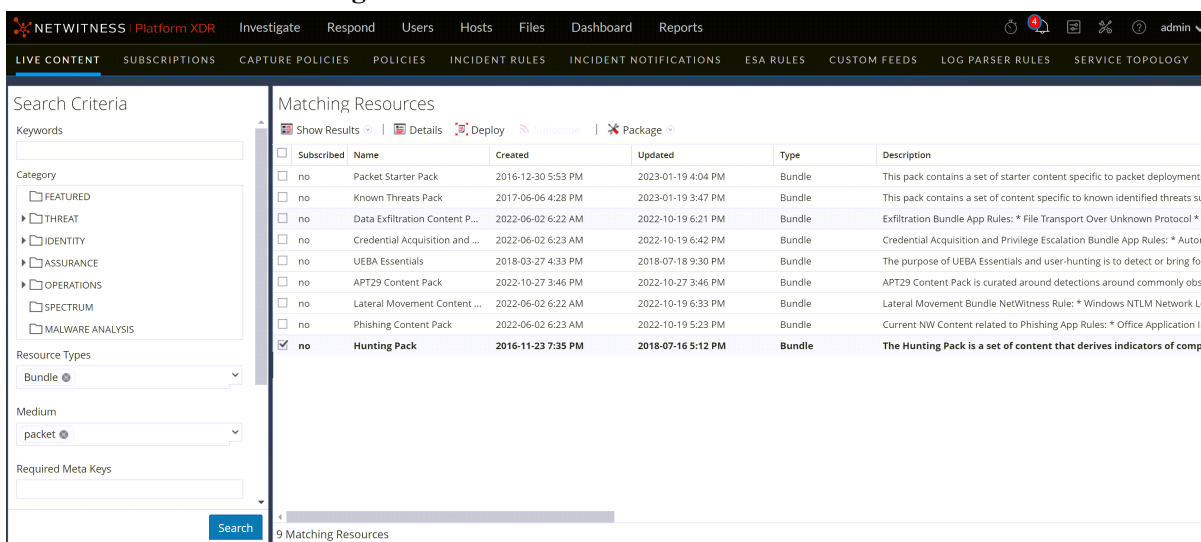 NETWITNESS | Platform XDR Investigate Respond Users Hosts Files Dashboard Reports 4 admin
LIVE CONTENT SUBSCRIPTIONS CAPTURE POLICIES POLICIES INCIDENT RULES INCIDENT NOTIFICATIONS ESA RULES CUSTOM FEEDS LOG PARSER RULES SERVICE TOPOLOGY
Search Criteria
Keywords
Category
FEATURED
THREAT
IDENTITY
ASSURANCE
OPERATIONS
SPECTRUM
MALWARE ANALYSIS
Resource Types
Bundle
Medium
packet
Required Meta Keys
Search
Matching Resources
Show Results | Details Deploy Subscribe | Package
Subscribed Name Created Updated Type Description
no Packet Starter Pack 2016-12-30 5:53 PM 2023-01-19 4:04 PM Bundle This pack contains a set of starter content specific to packet deployment
no Known Threats Pack 2017-06-06 4:28 PM 2023-01-19 3:47 PM Bundle This pack contains a set of content specific to known identified threats su
no Data Exfiltration Content P... 2022-06-02 6:22 AM 2022-10-19 6:21 PM Bundle Exfiltration Bundle App Rules: * File Transport Over Unknown Protocol *
no Credential Acquisition and ... 2022-06-02 6:23 AM 2022-10-19 6:42 PM Bundle Credential Acquisition and Privilege Escalation Bundle App Rules: * Autor
no UEBA Essentials 2018-03-27 4:33 PM 2018-07-18 9:30 PM Bundle The purpose of UEBA Essentials and user-hunting is to detect or bring fo
no APT29 Content Pack 2022-10-27 3:46 PM 2022-10-27 3:46 PM Bundle APT29 Content Pack is curated around detections around commonly obs
no Lateral Movement Content ... 2022-06-02 6:22 AM 2022-10-19 6:33 PM Bundle Lateral Movement Bundle NetWitness Rule: * Windows NTLM Network L
no Phishing Content Pack 2022-06-02 6:23 AM 2022-10-19 5:23 PM Bundle Current NW Content related to Phishing App Rules: * Office Application I
no Hunting Pack 2016-11-23 7:35 PM 2018-07-16 5:12 PM Bundle The Hunting Pack is a set of content that derives indicators of comp
9 Matching Resources